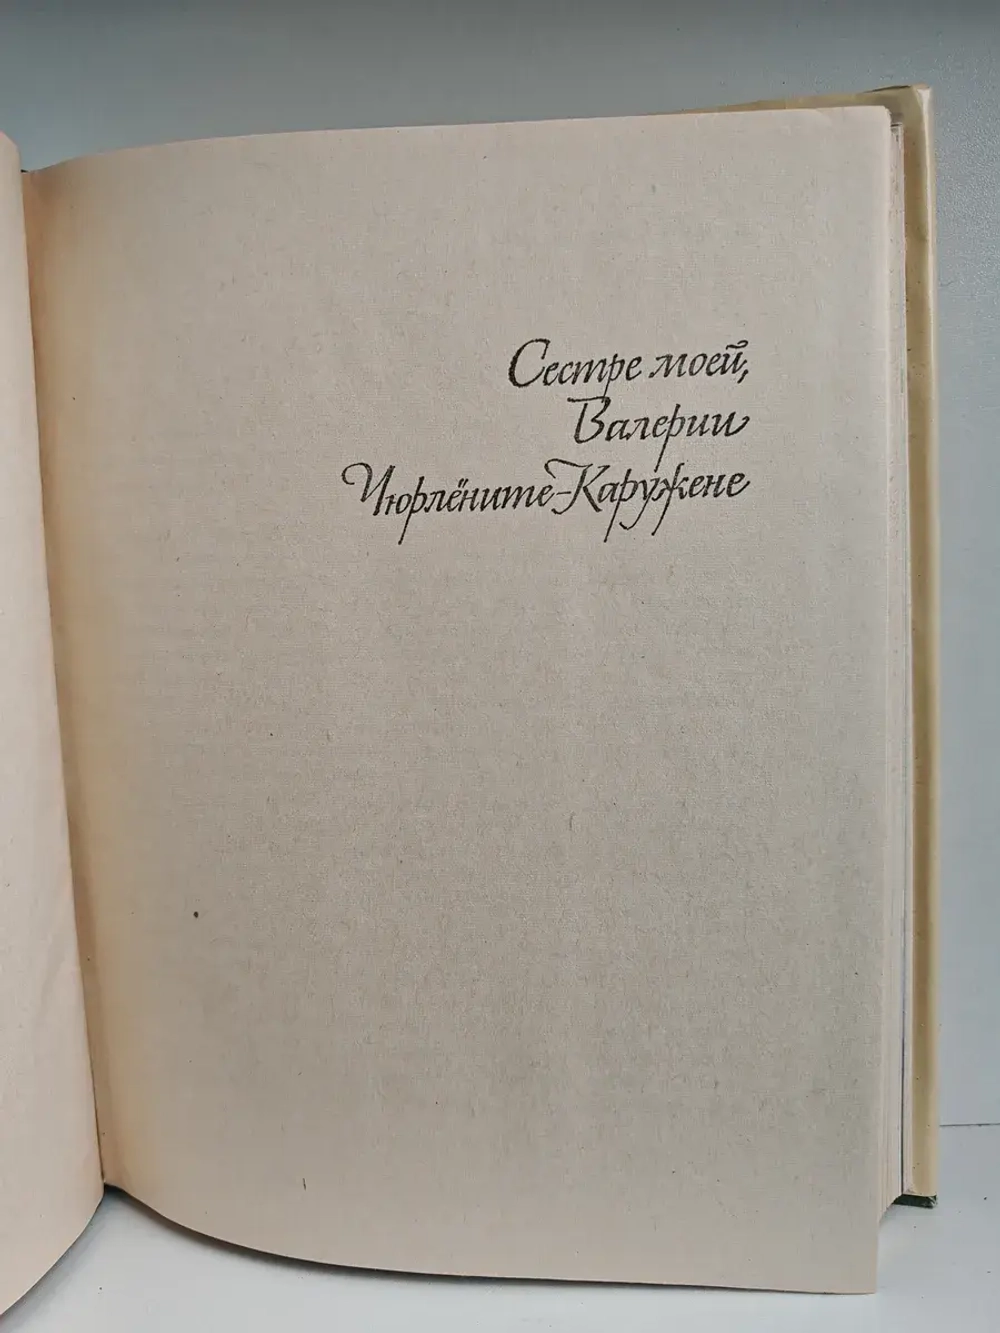 Сестре моей,
Валерии
Чюрлёните-Каружене